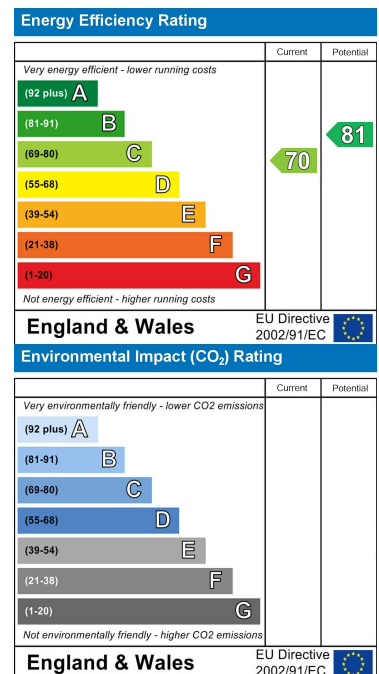 Energy Efficiency Rating
Current Potential
Very energy efficient - lower running costs
(92 plus) A
(81-91) B
(69-80) C
(55-68) D
(39-54) E
(21-38) F
(1-20) G
70
81
Not energy efficient - higher running costs
England & Wales
EU Directive
2002/91/EC
Environmental Impact (CO₂) Rating
Current Potential
Very environmentally friendly - lower CO2 emissions
(92 plus) A
(81-91) B
(69-80) C
(55-68) D
(39-54) E
(21-38) F
(1-20) G
Not environmentally friendly - higher CO2 emissions
England & Wales
EU Directive
2002/91/EC